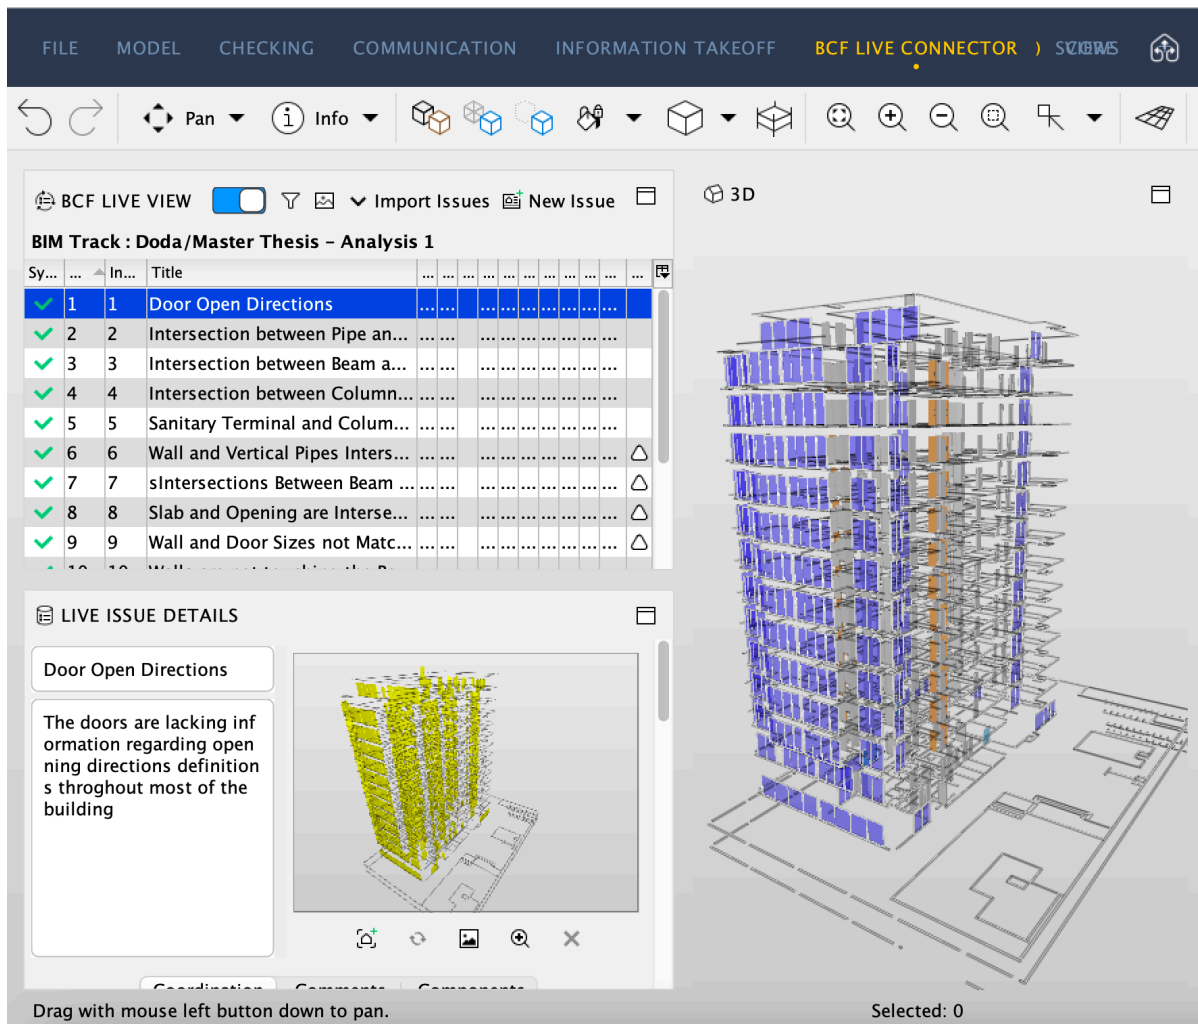 FILE MODEL CHECKING COMMUNICATION INFORMATION TAKEOFF BCF LIVE CONNECTOR
Pan Info
BCF LIVE VIEW Import Issues New Issue
3D
BIM Track : Doda/Master Thesis - Analysis 1
Sy... ... In... Title ... ... ... ... ... ... ... ... ... ... ...
1 1 Door Open Directions ... ... ... ... ... ... ... ... ...
2 2 Intersection between Pipe an... ... ... ... ... ... ... ... ... ...
3 3 Intersection between Beam a... ... ... ... ... ... ... ... ... ...
4 4 Intersection between Column... ... ... ... ... ... ... ... ... ...
5 5 Sanitary Terminal and Colum... ... ... ... ... ... ... ... ... ...
6 6 Wall and Vertical Pipes Inters... ... ... ... ... ... ... ... ... ...
7 7 sIntersections Between Beam ... ... ... ... ... ... ... ... ... ...
8 8 Slab and Opening are Interse... ... ... ... ... ... ... ... ... ...
9 9 Wall and Door Sizes not Matc... ... ... ... ... ... ... ... ... ...
LIVE ISSUE DETAILS
Door Open Directions
The doors are lacking inf
ormation regarding open
ning directions definition
s throghout most of the
building
Coordination Comments Components
Drag with mouse left button down to pan.
Selected: 0